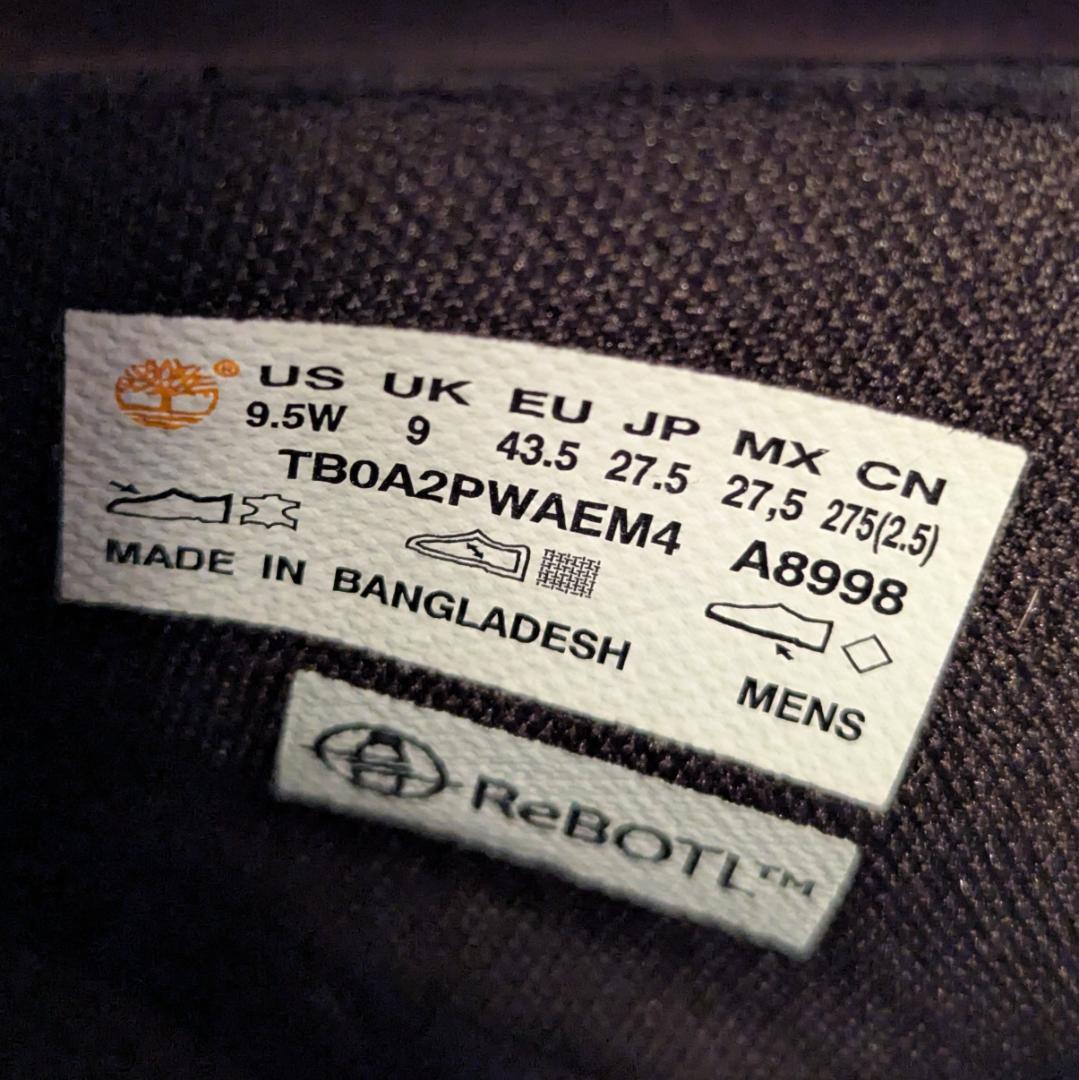 ® US UK EU JP MX CN
9.5W 9 43.5 27.5 27,5 275(2.5)
TB0A2PWAEM4 A8998
MADE IN BANGLADESH MENS
ReBOTL™